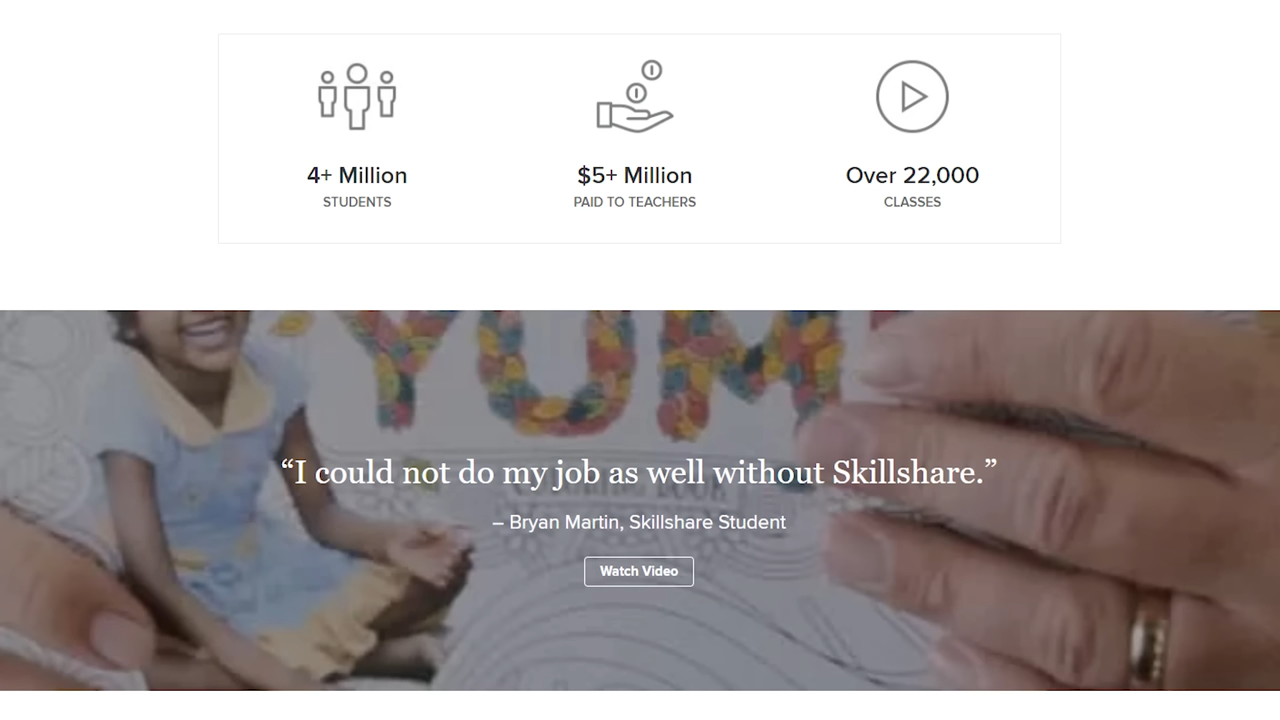 4+ Million
STUDENTS
$5+ Million
PAID TO TEACHERS
Over 22,000
CLASSES
YUM
“I could not do my job as well without Skillshare.”
– Bryan Martin, Skillshare Student
Watch Video